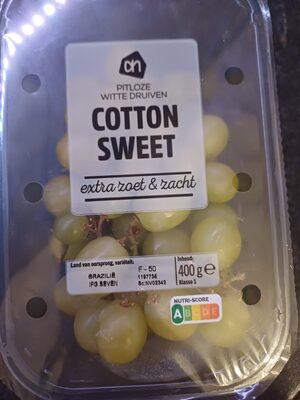 ah
PITLOZE
WITTE DRUIVEN
COTTON
SWEET
extra zoet & zacht
Land van oorsprong, variëteit:
BRAZILIË
IFG SEVEN
F - 50
Inhoud:
400 g e
Klasse 1
NUTRI-SCORE
A B C D E